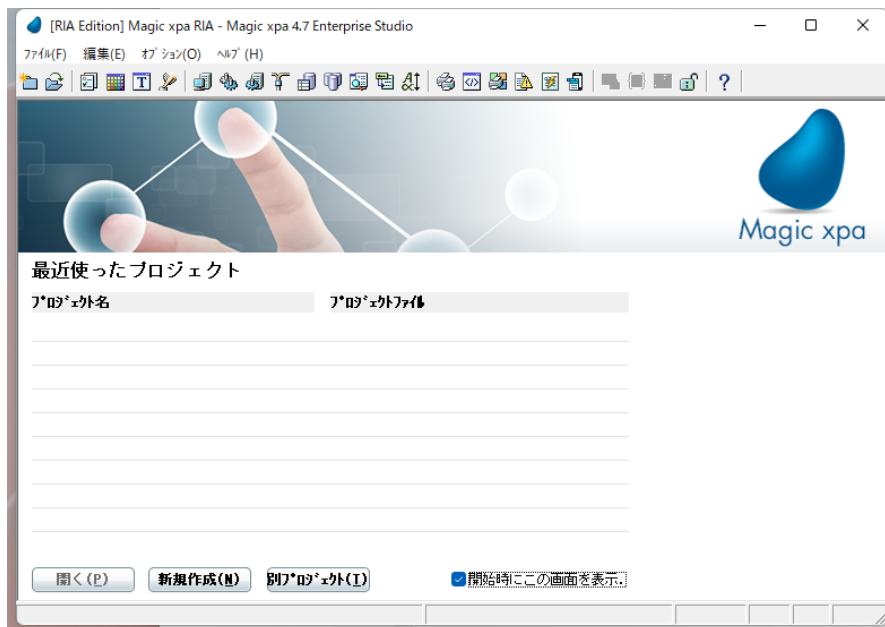 [RIA Edition] Magic xpa RIA - Magic xpa 4.7 Enterprise Studio
ﾌｧｲﾙ(F) 編集(E) ｵﾌﾟｼｮﾝ(O) ﾍﾙﾌﾟ(H)
Magic xpa
最近使ったプロジェクト
ﾌﾟﾛｼﾞｪｸﾄ名 ﾌﾟﾛｼﾞｪｸﾄﾌｧｲﾙ
開く(P) 新規作成(N) 別ﾌﾟﾛｼﾞｪｸﾄ(I) 開始時にこの画面を表示.